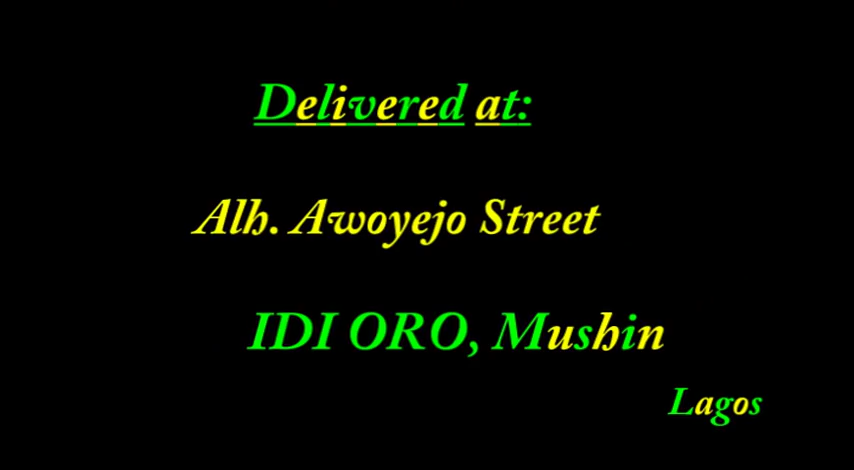 Delivered at:
Alh. Awoyejo Street
IDI ORO, Mushin
Lagos